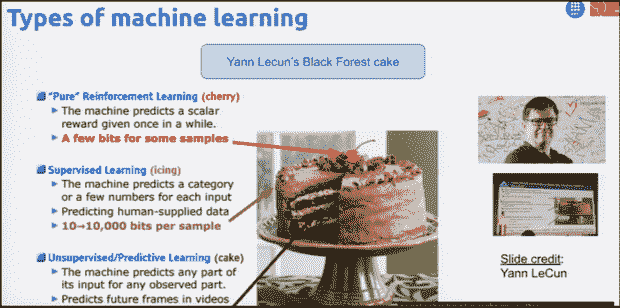 Types of machine learning
Yann Lecun's Black Forest cake
"Pure" Reinforcement Learning (cherry)
The machine predicts a scalar
reward given once in a while.
A few bits for some samples
Supervised Learning (icing)
The machine predicts a category
or a few numbers for each input
Predicting human-supplied data
10→10,000 bits per sample
Unsupervised/Predictive Learning (cake)
The machine predicts any part of
its input for any observed part.
Predicts future frames in videos
Slide credit:
Yann LeCun